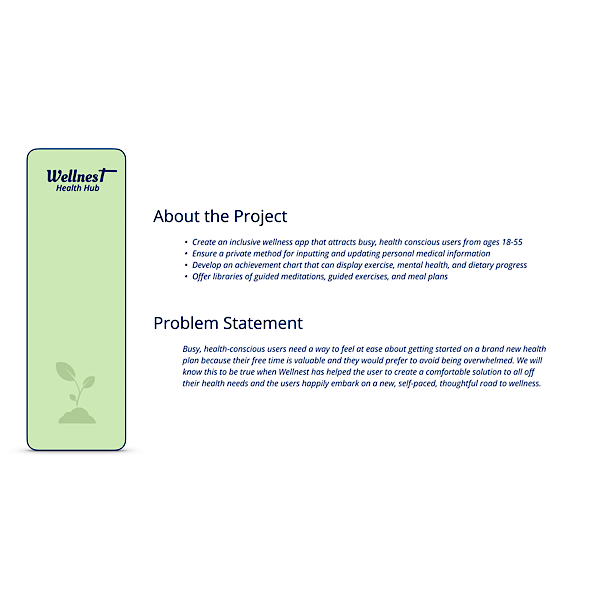 Wellnest
Health Hub
About the Project
• Create an inclusive wellness app that attracts busy, health conscious users from ages 18-55
• Ensure a private method for inputting and updating personal medical information
• Develop an achievement chart that can display exercise, mental health, and dietary progress
• Offer libraries of guided meditations, guided exercises, and meal plans
Problem Statement
Busy, health-conscious users need a way to feel at ease about getting started on a brand new health
plan because their free time is valuable and they would prefer to avoid being overwhelmed. We will
know this to be true when Wellnest has helped the user to create a comfortable solution to all off
their health needs and the users happily embark on a new, self-paced, thoughtful road to wellness.